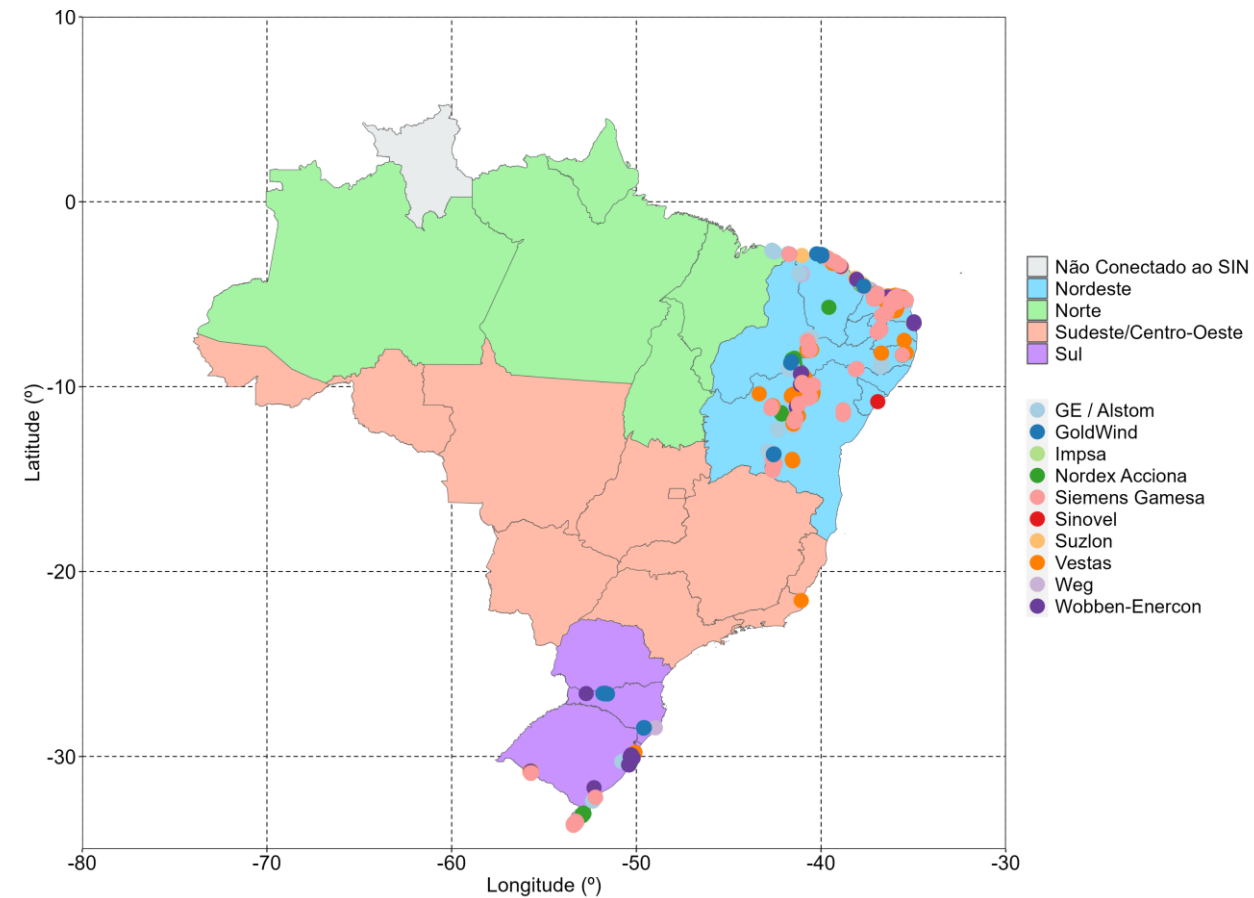 10
0
-10
-20
-30
Latitude (º)
-80
-70
-60
-50
-40
-30
Longitude (º)
Não Conectado ao SIN
Nordeste
Norte
Sudeste/Centro-Oeste
Sul
GE / Alstom
GoldWind
Impsa
Nordex Acciona
Siemens Gamesa
Sinovel
Suzlon
Vestas
Weg
Wobben-Enercon